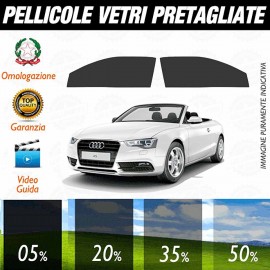 PELLICOLE VETRI PRETAGLIATE
Omologazione
TOP
QUALITY
Garanzia
Video
Guida
IMMAGINE PURAMENTE INDICATIVA
05% 20% 35% 50%